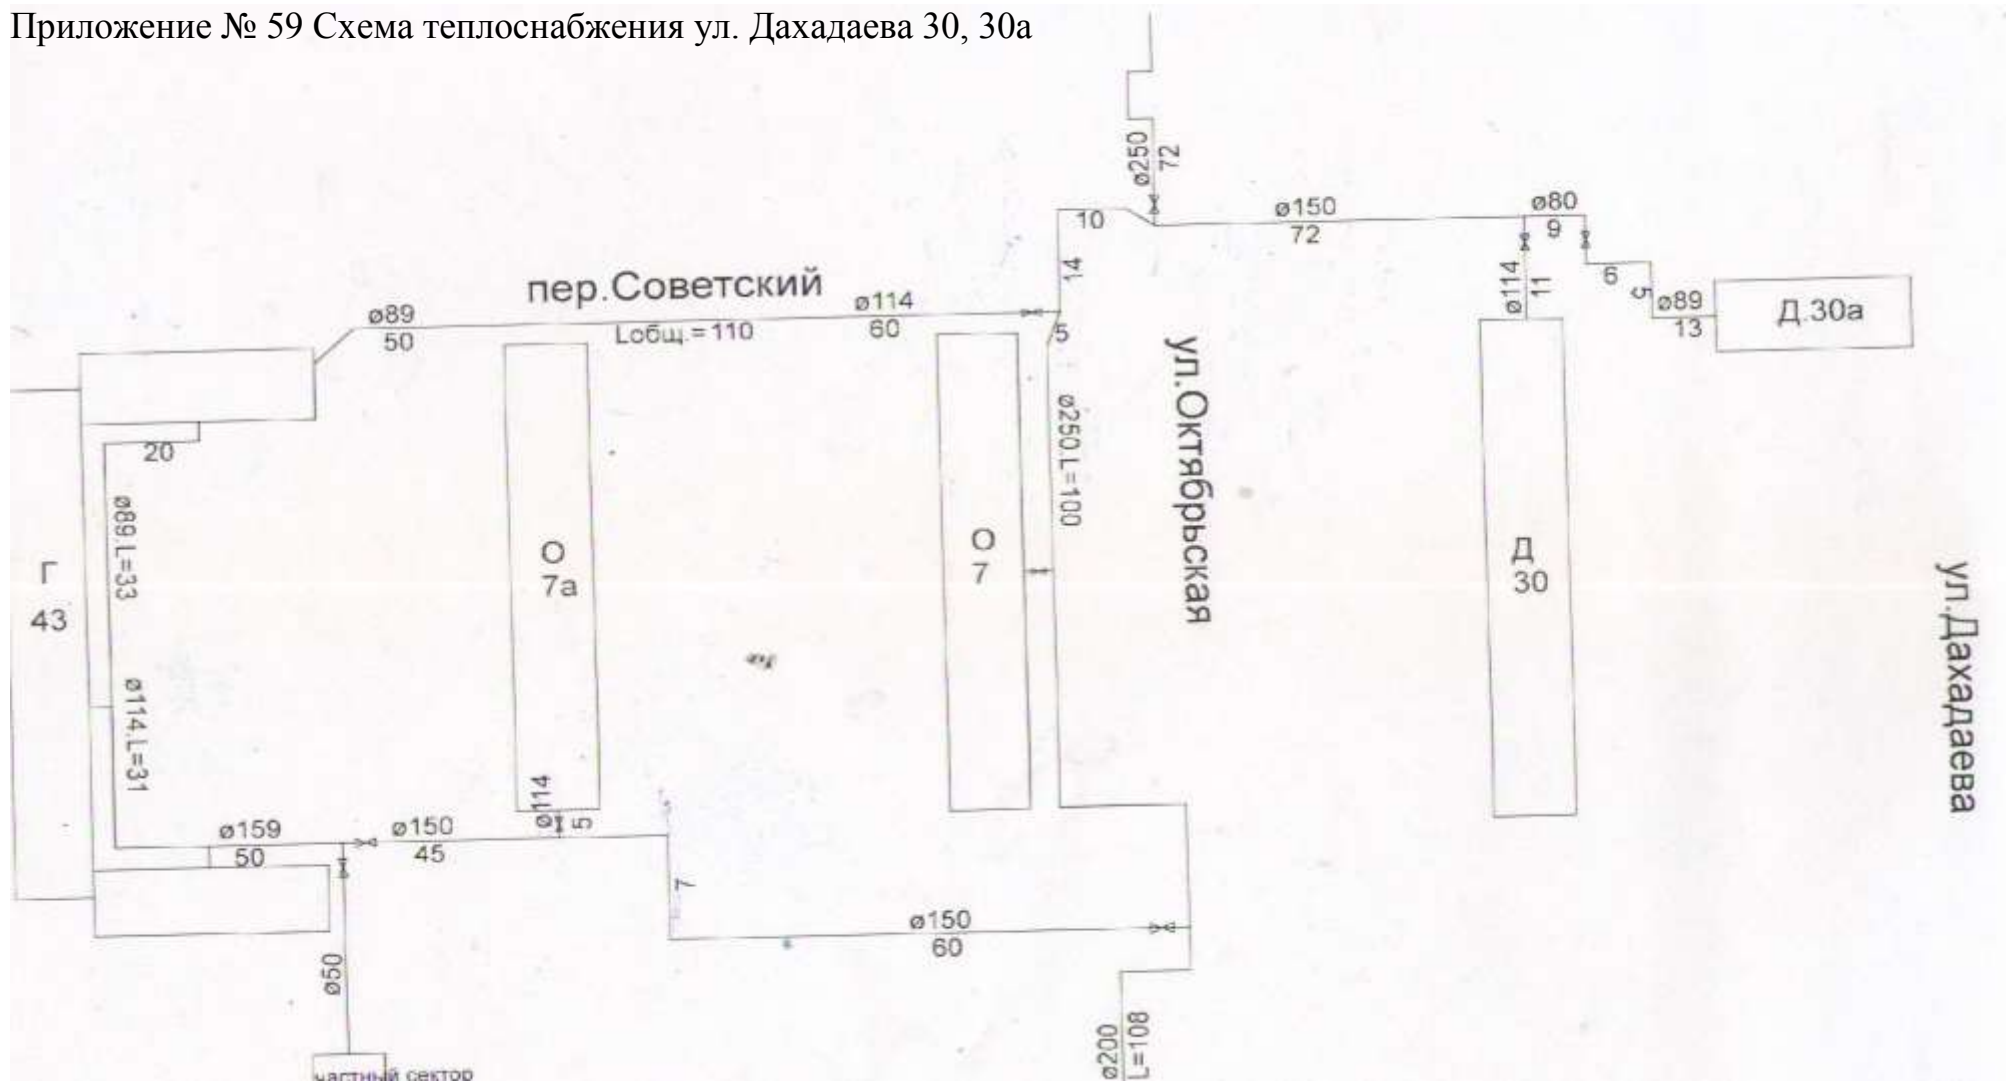 Приложение № 59 Схема теплоснабжения ул. Дахадаева 30, 30а
ø250
72
10
14
ø150
72
ø80
9
ø114
11
6
5
ø89
13
Д.30а
пер.Советский
ø89
50
Lобщ.=110
ø114
60
5
ø250.L=100
ул.Октябрьская
20
ø89.L=33
ø114.L=31
Г
43
О
7а
О
7
Д
30
ул.Дахадаева
ø159
50
ø150
45
ø114
5
7
ø150
60
ø50
ø200
L=108
частный сектор